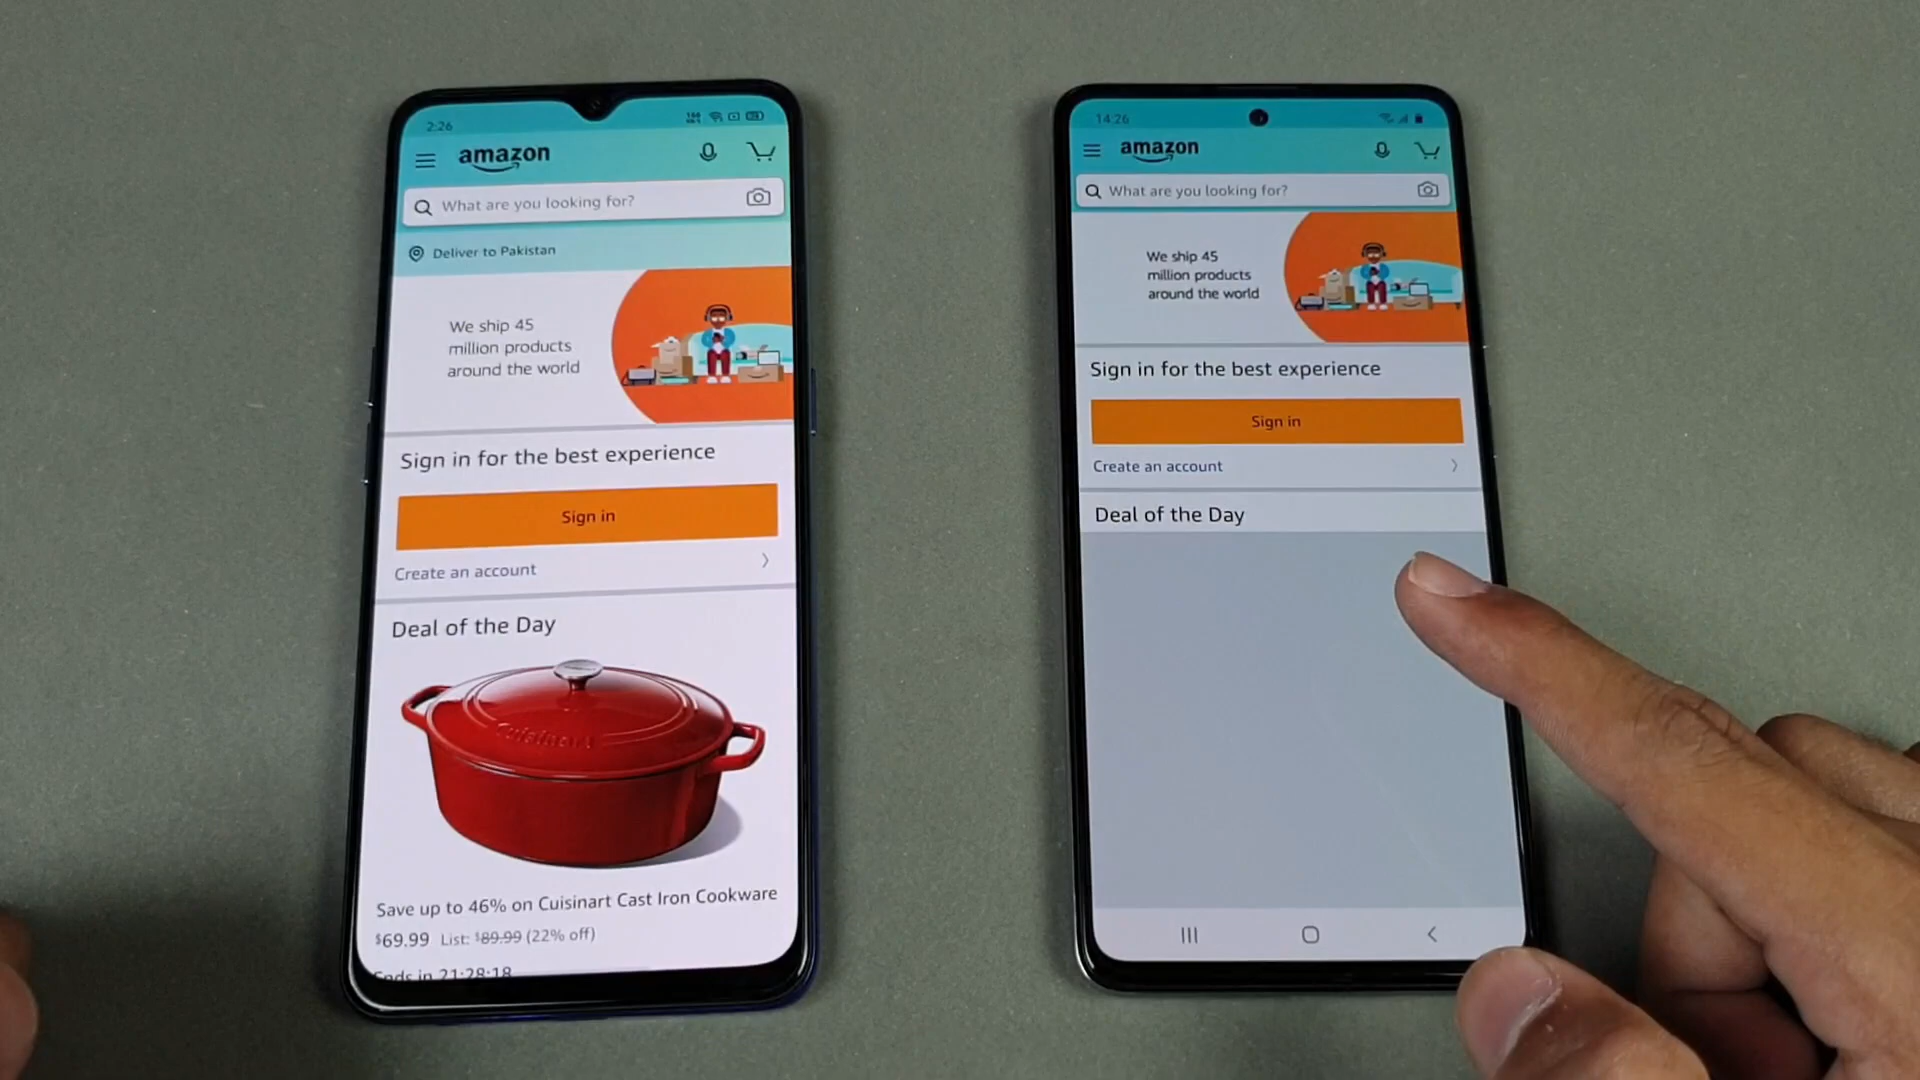 2:26
amazon
What are you looking for?
Deliver to Pakistan
We ship 45
million products
around the world
Sign in for the best experience
Sign in
Create an account
Deal of the Day
Cuisinart
Save up to 46% on Cuisinart Cast Iron Cookware
$69.99 List: $89.99 (22% off)
Ends in 21:28:18
14:26
amazon
What are you looking for?
We ship 45
million products
around the world
Sign in for the best experience
Sign in
Create an account
Deal of the Day